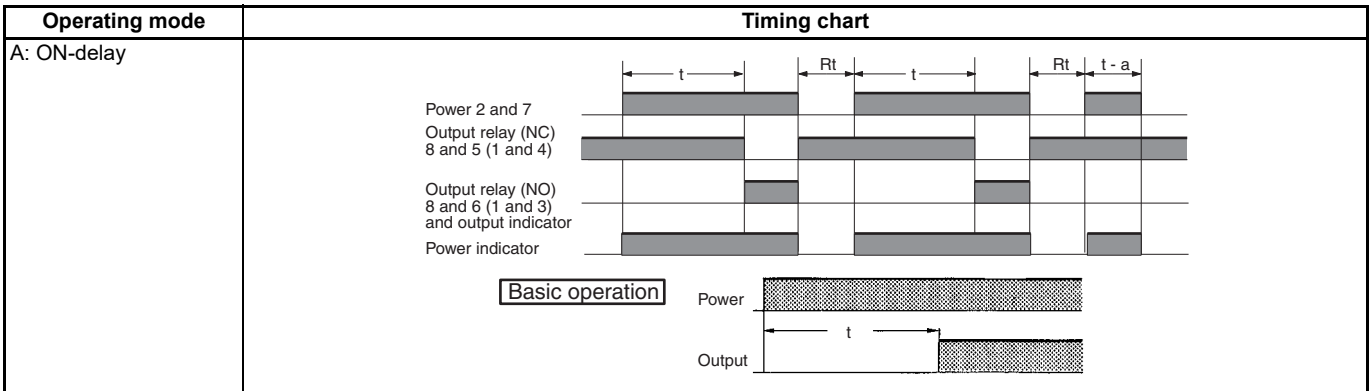 Operating mode
Timing chart
A: ON-delay
t
Rt
t
Rt
t - a
Power 2 and 7
Output relay (NC)
8 and 5 (1 and 4)
Output relay (NO)
8 and 6 (1 and 3)
and output indicator
Power indicator
Basic operation
Power
t
Output